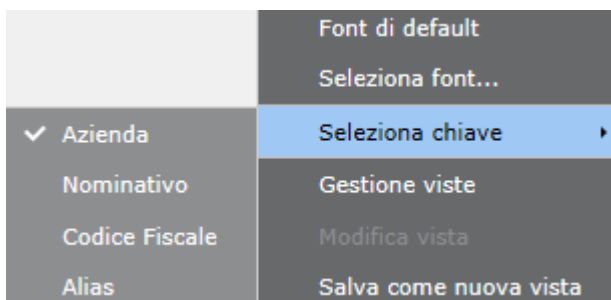 Font di default
Seleziona font...
Seleziona chiave
Gestione viste
Modifica vista
Salva come nuova vista
Azienda
Nominativo
Codice Fiscale
Alias